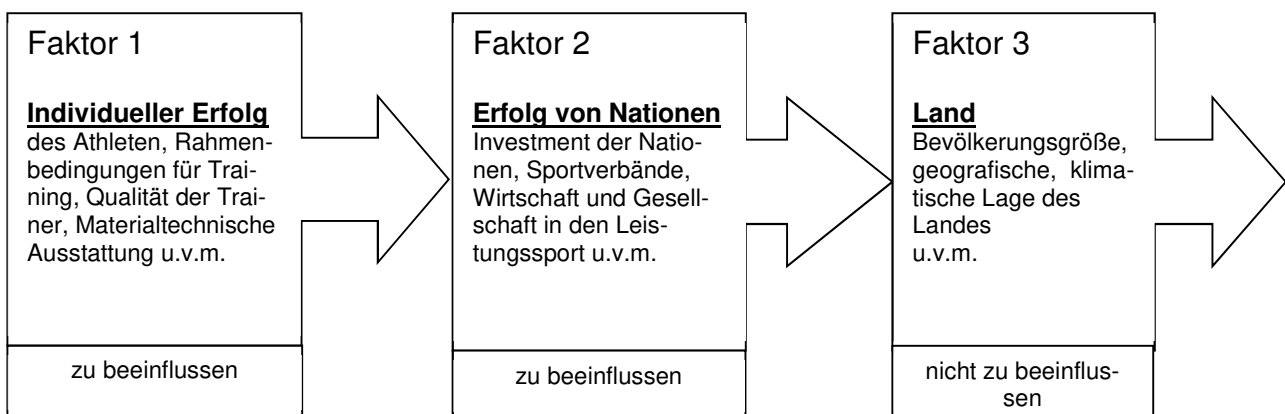 Faktor 1
Individueller Erfolg
des Athleten, Rahmen-
bedingungen für Trai-
ning, Qualität der Trai-
ner, Materialtechnische
Ausstattung u.v.m.
zu beeinflussen
Faktor 2
Erfolg von Nationen
Investment der Natio-
nen, Sportverbände,
Wirtschaft und Gesell-
schaft in den Leis-
tungssport u.v.m.
zu beeinflussen
Faktor 3
Land
Bevölkerungsgröße,
geografische, klima-
tische Lage des
Landes
u.v.m.
nicht zu beeinflus-
sen